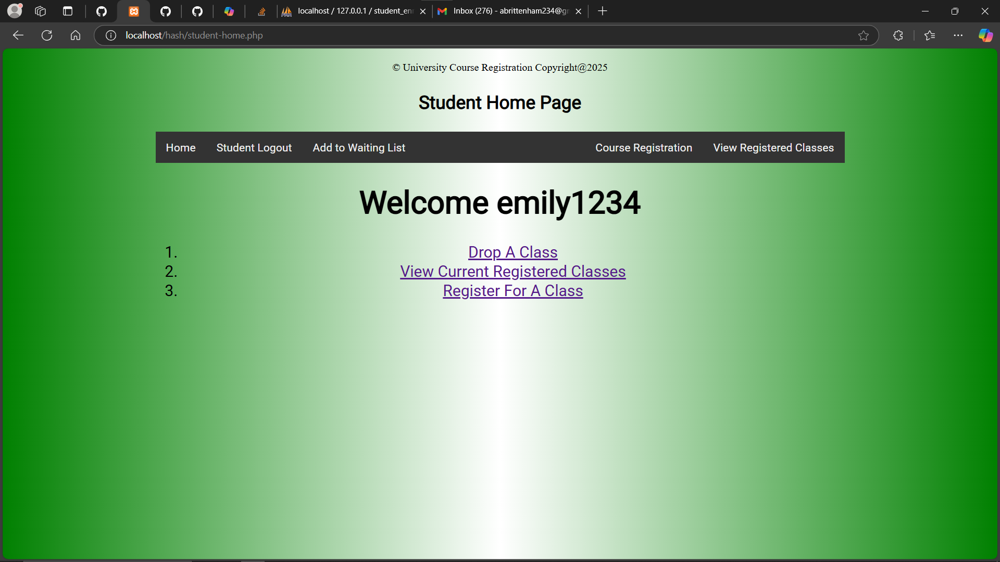 localhost / 127.0.0.1 / student_enr
Inbox (276) - abrittenham234@gm
localhost/hash/student-home.php
© University Course Registration Copyright@2025
Student Home Page
Home Student Logout Add to Waiting List Course Registration View Registered Classes
Welcome emily1234
1. Drop A Class
2. View Current Registered Classes
3. Register For A Class